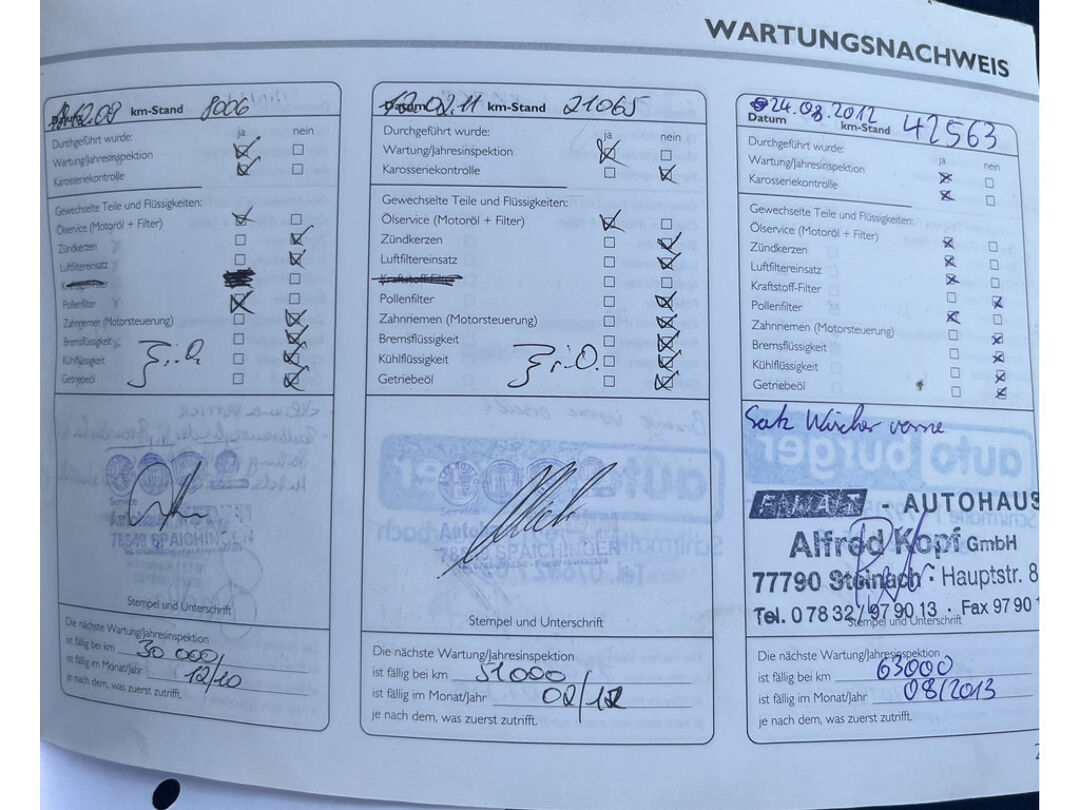 WARTUNGSNACHWEIS
12.12.09 km-Stand 8006
Durchgeführt wurde: ja nein
Wartung/Jahresinspektion
Karosseriekontrolle
Gewechselte Teile und Flüssigkeiten:
Ölservice (Motoröl + Filter)
Zündkerzen
Luftfiltereinsatz
Pollenfilter
Zahnriemen (Motorsteuerung)
Bremsflüssigkeit
Kühlflüssigkeit i.O.
Getriebeöl
Service
78549 SPAICHINGEN
Stempel und Unterschrift
Die nächste Wartung/Jahresinspektion
ist fällig bei km 30 000
ist fällig im Monat/Jahr 12/10
je nach dem, was zuerst zutrifft.
Datum 12.02.11 km-Stand 21065
Durchgeführt wurde: ja nein
Wartung/Jahresinspektion
Karosseriekontrolle
Gewechselte Teile und Flüssigkeiten:
Ölservice (Motoröl + Filter)
Zündkerzen
Luftfiltereinsatz
Kraftstoff-Filter
Pollenfilter
Zahnriemen (Motorsteuerung)
Bremsflüssigkeit
Kühlflüssigkeit i.O.
Getriebeöl
Service
78549 SPAICHINGEN
Stempel und Unterschrift
Die nächste Wartung/Jahresinspektion
ist fällig bei km 51000
ist fällig im Monat/Jahr 02/12
je nach dem, was zuerst zutrifft.
24.08.2012
Datum km-Stand 42563
Durchgeführt wurde: ja nein
Wartung/Jahresinspektion
Karosseriekontrolle
Gewechselte Teile und Flüssigkeiten:
Ölservice (Motoröl + Filter)
Zündkerzen
Luftfiltereinsatz
Kraftstoff-Filter
Pollenfilter
Zahnriemen (Motorsteuerung)
Bremsflüssigkeit
Kühlflüssigkeit
Getriebeöl
Satz Wischer vorne
auto burger
FIAT - AUTOHAUS
Alfred Kopf GmbH
77790 Steinach · Hauptstr. 8
Tel. 0 78 32 / 97 90 13 · Fax 97 90
Stempel und Unterschrift
Die nächste Wartung/Jahresinspektion
ist fällig bei km 63000
ist fällig im Monat/Jahr 08/2013
je nach dem, was zuerst zutrifft.